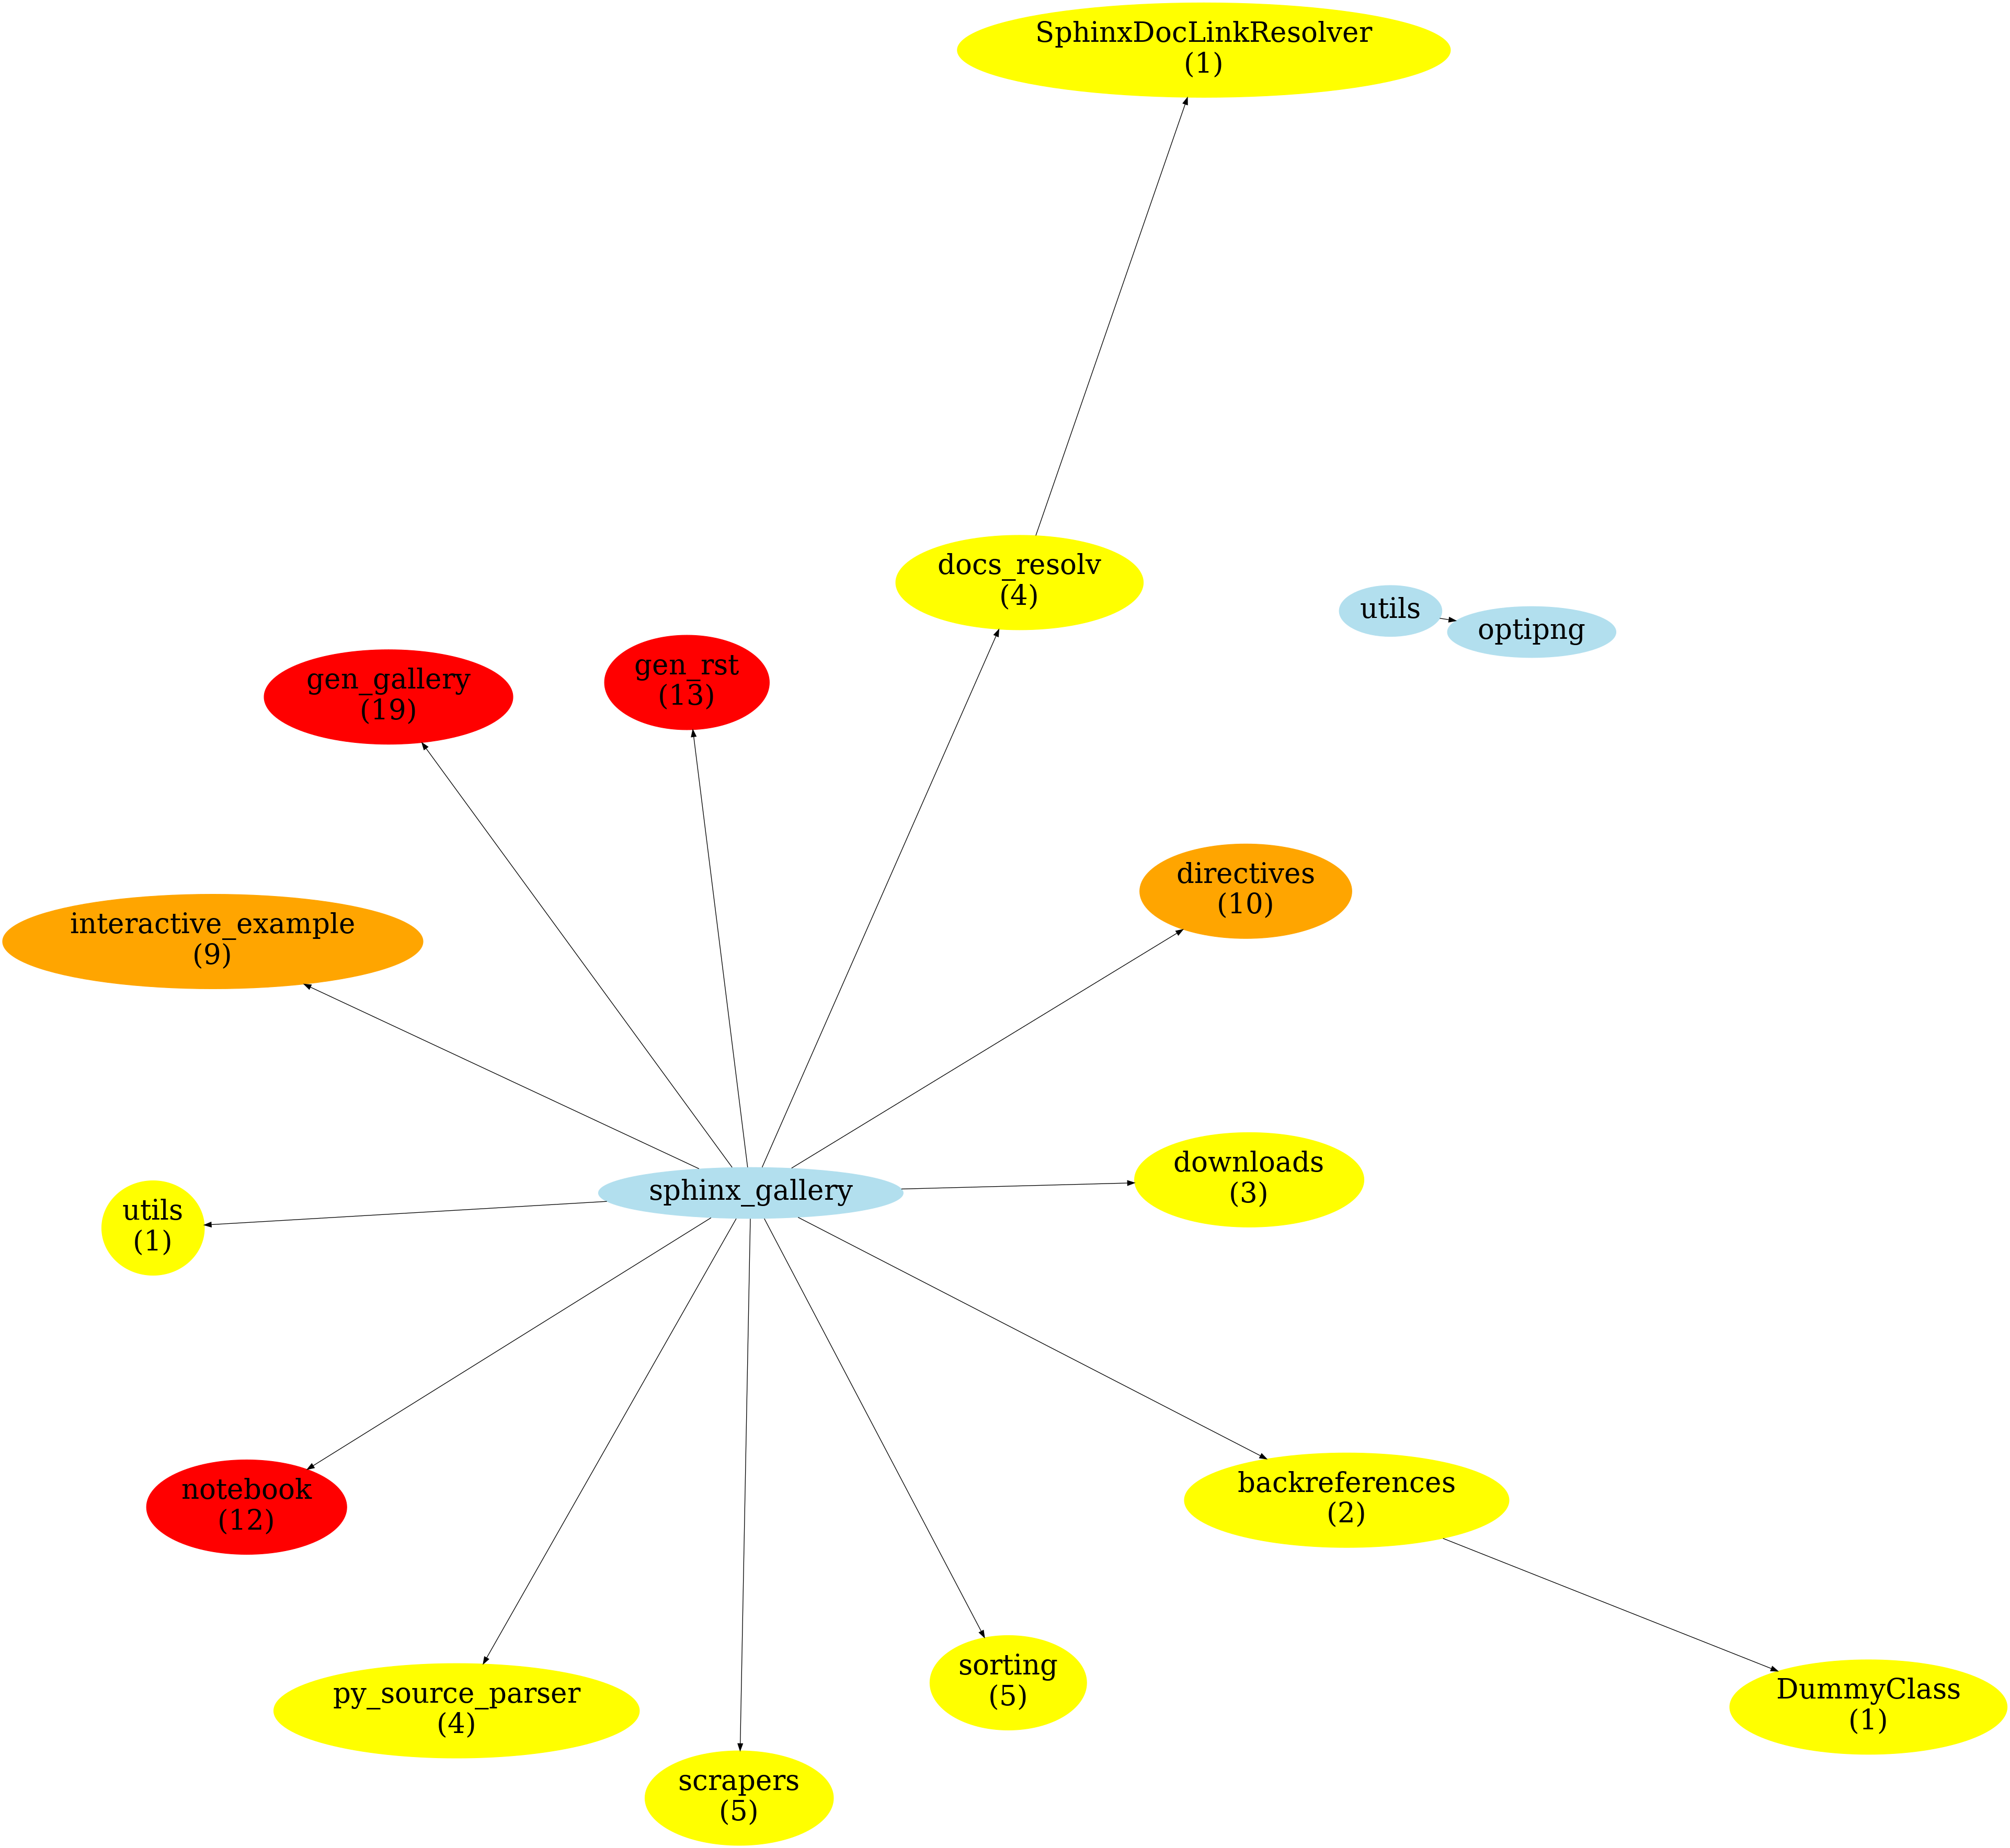 SphinxDocLinkResolver
(1)
docs_resolv
(4)
utils
optipng
gen_gallery
(19)
gen_rst
(13)
directives
(10)
interactive_example
(9)
downloads
(3)
sphinx_gallery
utils
(1)
backreferences
(2)
notebook
(12)
sorting
(5)
DummyClass
(1)
py_source_parser
(4)
scrapers
(5)